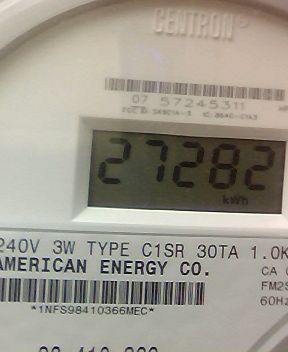 CENTRON®
07 57245311
27282
kWh
240V 3W TYPE C1SR 30TA 1.0K
AMERICAN ENERGY CO.
CA
FM2S
60Hz
*1NFS98410366MEC*